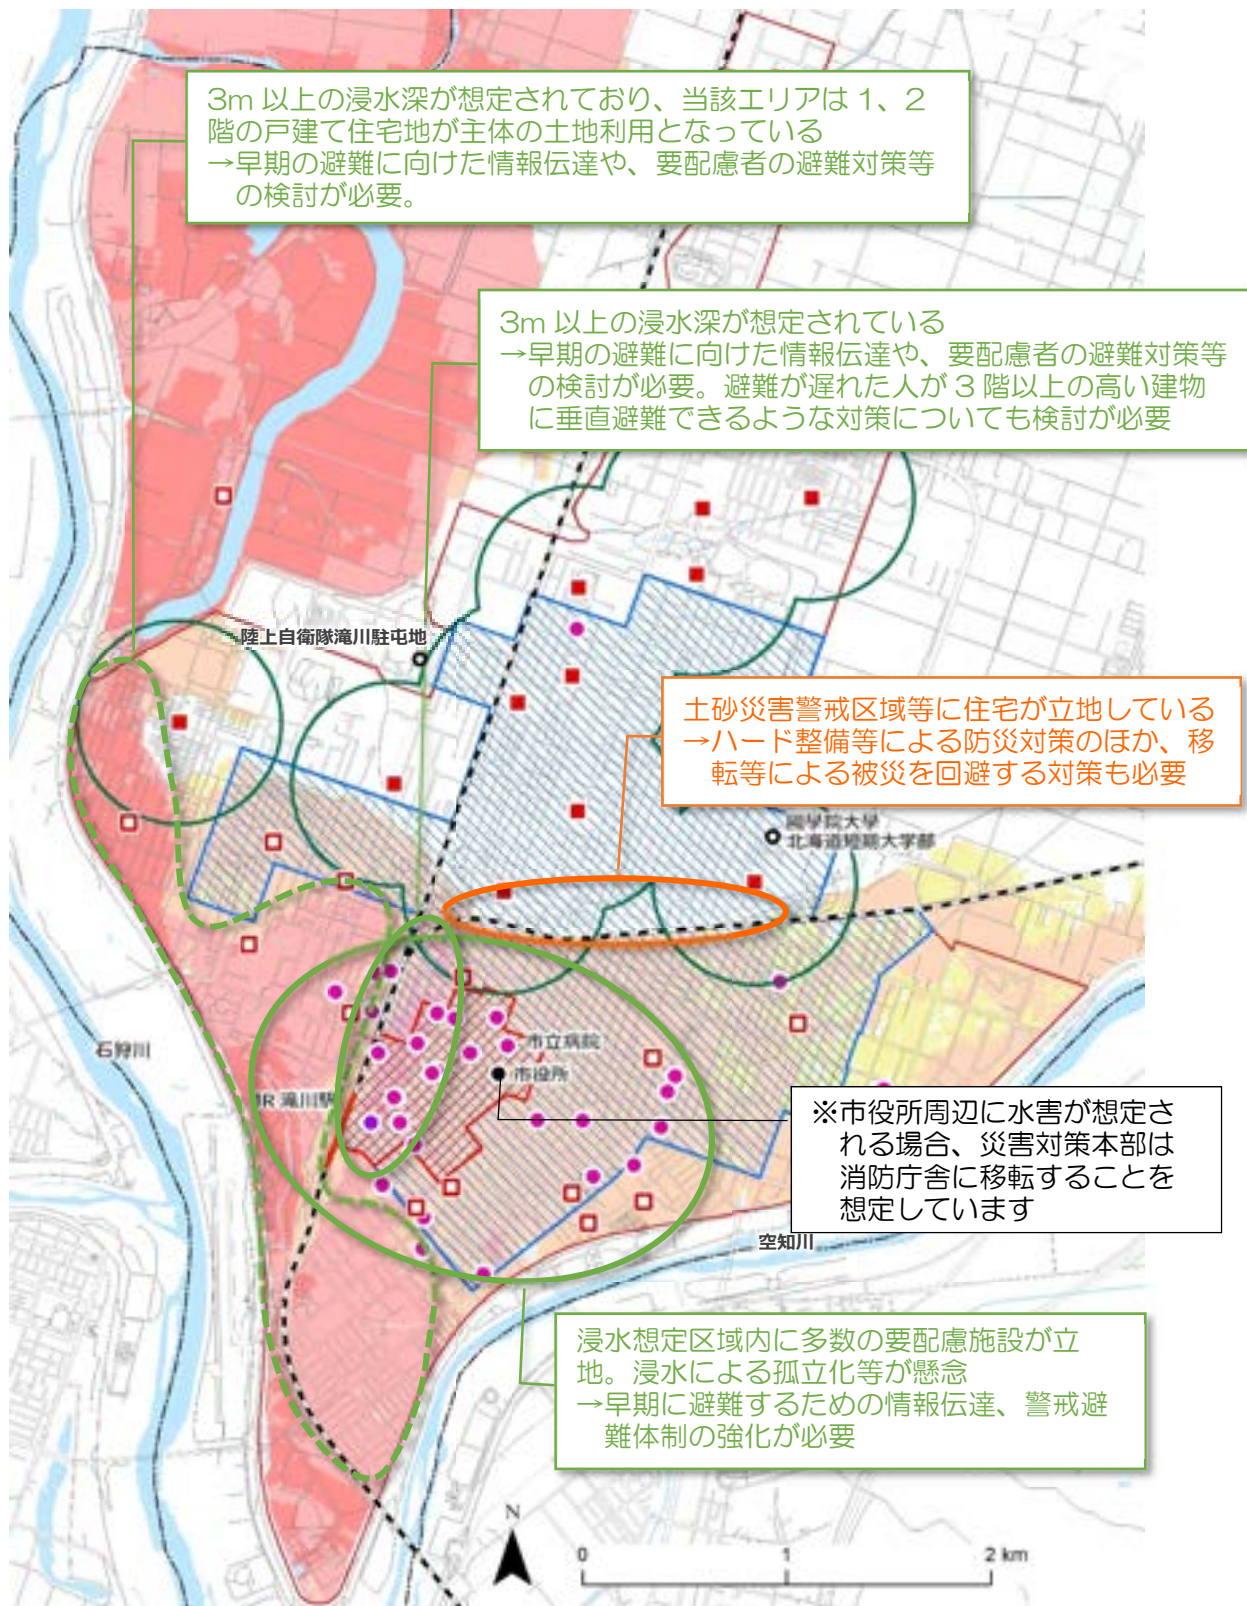 3m 以上の浸水深が想定されており、当該エリアは 1、2
階の戸建て住宅地が主体の土地利用となっている
→早期の避難に向けた情報伝達や、要配慮者の避難対策等
の検討が必要。
3m 以上の浸水深が想定されている
→早期の避難に向けた情報伝達や、要配慮者の避難対策等
の検討が必要。避難が遅れた人が 3 階以上の高い建物
に垂直避難できるような対策についても検討が必要
陸上自衛隊滝川駐屯地
土砂災害警戒区域等に住宅が立地している
→ハード整備等による防災対策のほか、移
転等による被災を回避する対策も必要
國學院大学
北海道短期大学部
石狩川
市立病院
市役所
JR 滝川駅
※市役所周辺に水害が想定さ
れる場合、災害対策本部は
消防庁舎に移転することを
想定しています
空知川
浸水想定区域内に多数の要配慮施設が立
地。浸水による孤立化等が懸念
→早期に避難するための情報伝達、警戒避
難体制の強化が必要
N
0 1 2 km